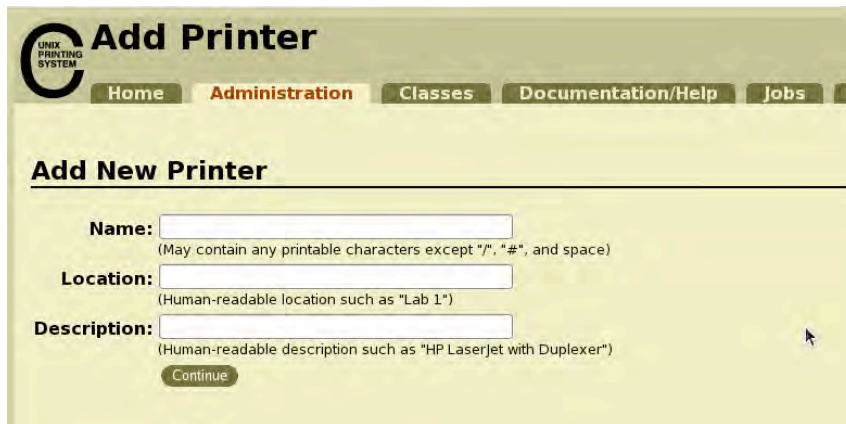 UNIX
PRINTING
SYSTEM
Add Printer
Home Administration Classes Documentation/Help Jobs
Add New Printer
Name:
(May contain any printable characters except "/", "#", and space)
Location:
(Human-readable location such as "Lab 1")
Description:
(Human-readable description such as "HP LaserJet with Duplexer")
Continue